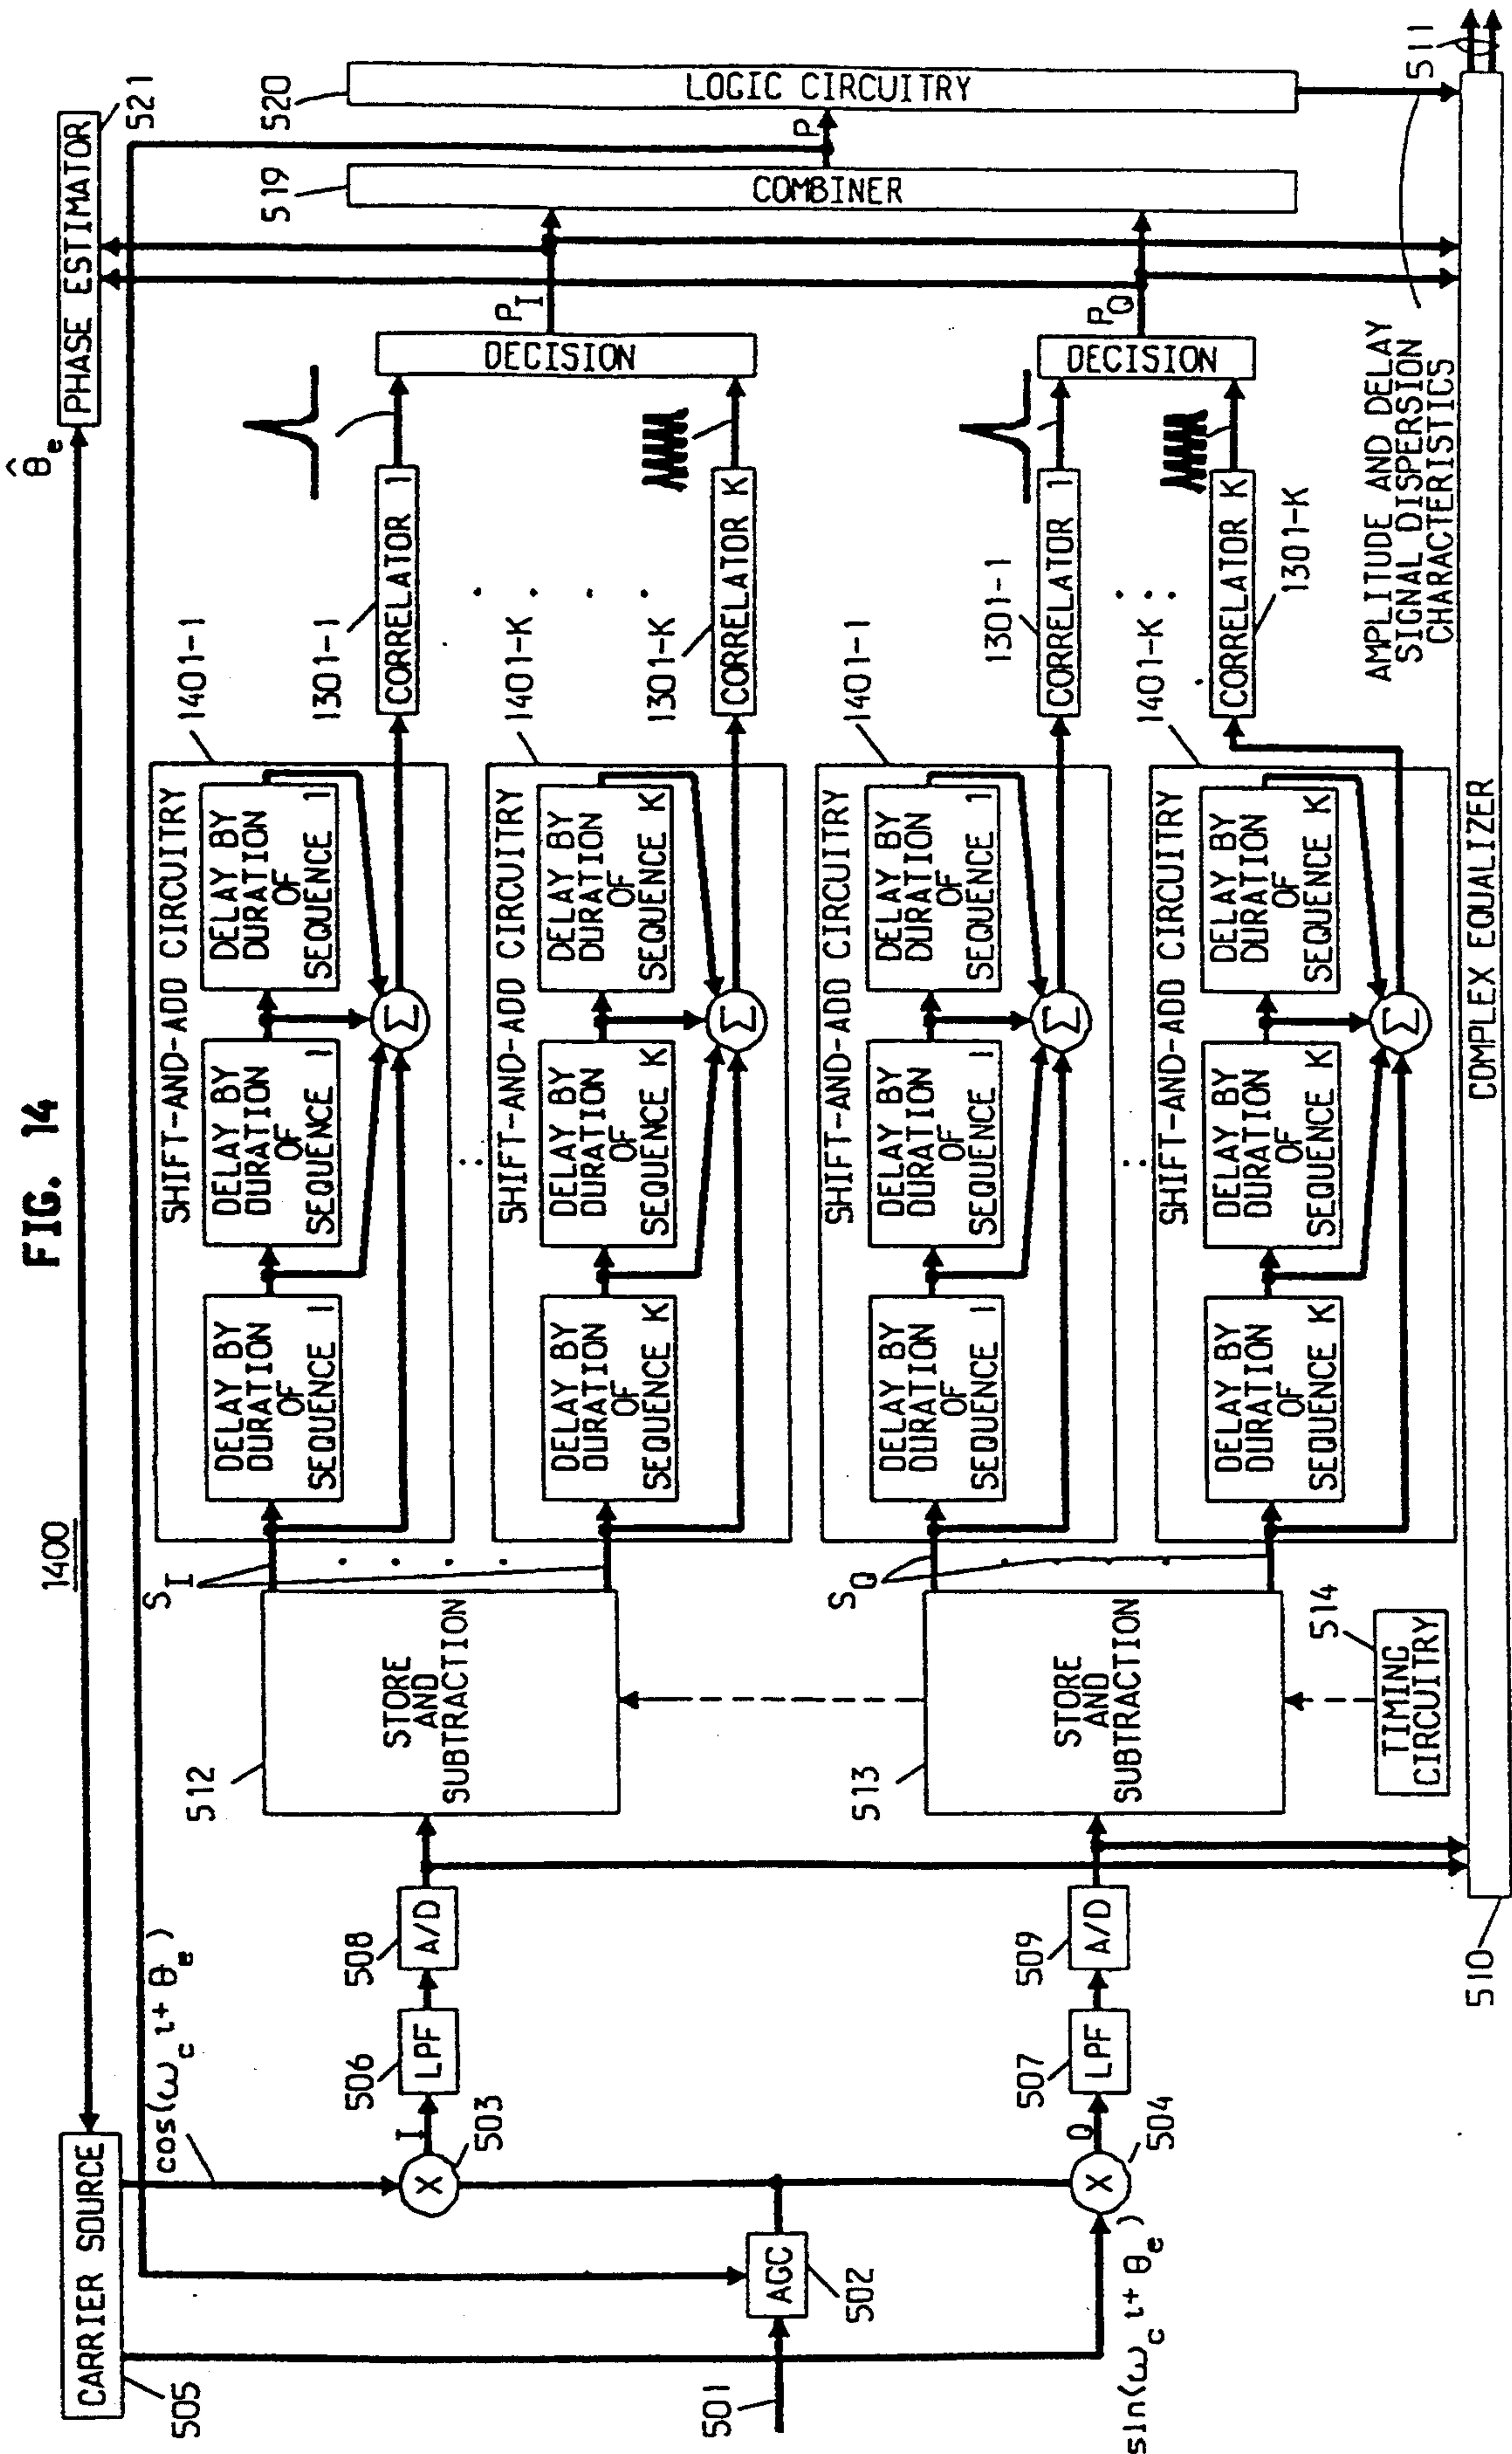 FIG. 14
1400
CARRIER SOURCE
505
θ̂e
PHASE ESTIMATOR
521
cos(ωc t+ θe)
501
AGC
502
sin(ωc t+ θe)
X
503
I
506
LPF
508
A/D
X
504
Q
507
LPF
509
A/D
512
STORE
AND
SUBTRACTION
SI
513
STORE
AND
SUBTRACTION
SQ
514
TIMING
CIRCUITRY
SHIFT-AND-ADD CIRCUITRY
1401-1
DELAY BY
DURATION
OF
SEQUENCE 1
DELAY BY
DURATION
OF
SEQUENCE 1
DELAY BY
DURATION
OF
SEQUENCE 1
Σ
1301-1
CORRELATOR 1
SHIFT-AND-ADD CIRCUITRY
1401-K
DELAY BY
DURATION
OF
SEQUENCE K
DELAY BY
DURATION
OF
SEQUENCE K
DELAY BY
DURATION
OF
SEQUENCE K
Σ
1301-K
CORRELATOR K
DECISION
PI
SHIFT-AND-ADD CIRCUITRY
1401-1
DELAY BY
DURATION
OF
SEQUENCE 1
DELAY BY
DURATION
OF
SEQUENCE 1
DELAY BY
DURATION
OF
SEQUENCE 1
Σ
1301-1
CORRELATOR 1
SHIFT-AND-ADD CIRCUITRY
1401-K
DELAY BY
DURATION
OF
SEQUENCE K
DELAY BY
DURATION
OF
SEQUENCE K
DELAY BY
DURATION
OF
SEQUENCE K
Σ
1301-K
CORRELATOR K
DECISION
PQ
519
COMBINER
P
520
LOGIC CIRCUITRY
AMPLITUDE AND DELAY
SIGNAL DISPERSION
CHARACTERISTICS
510
COMPLEX EQUALIZER
511